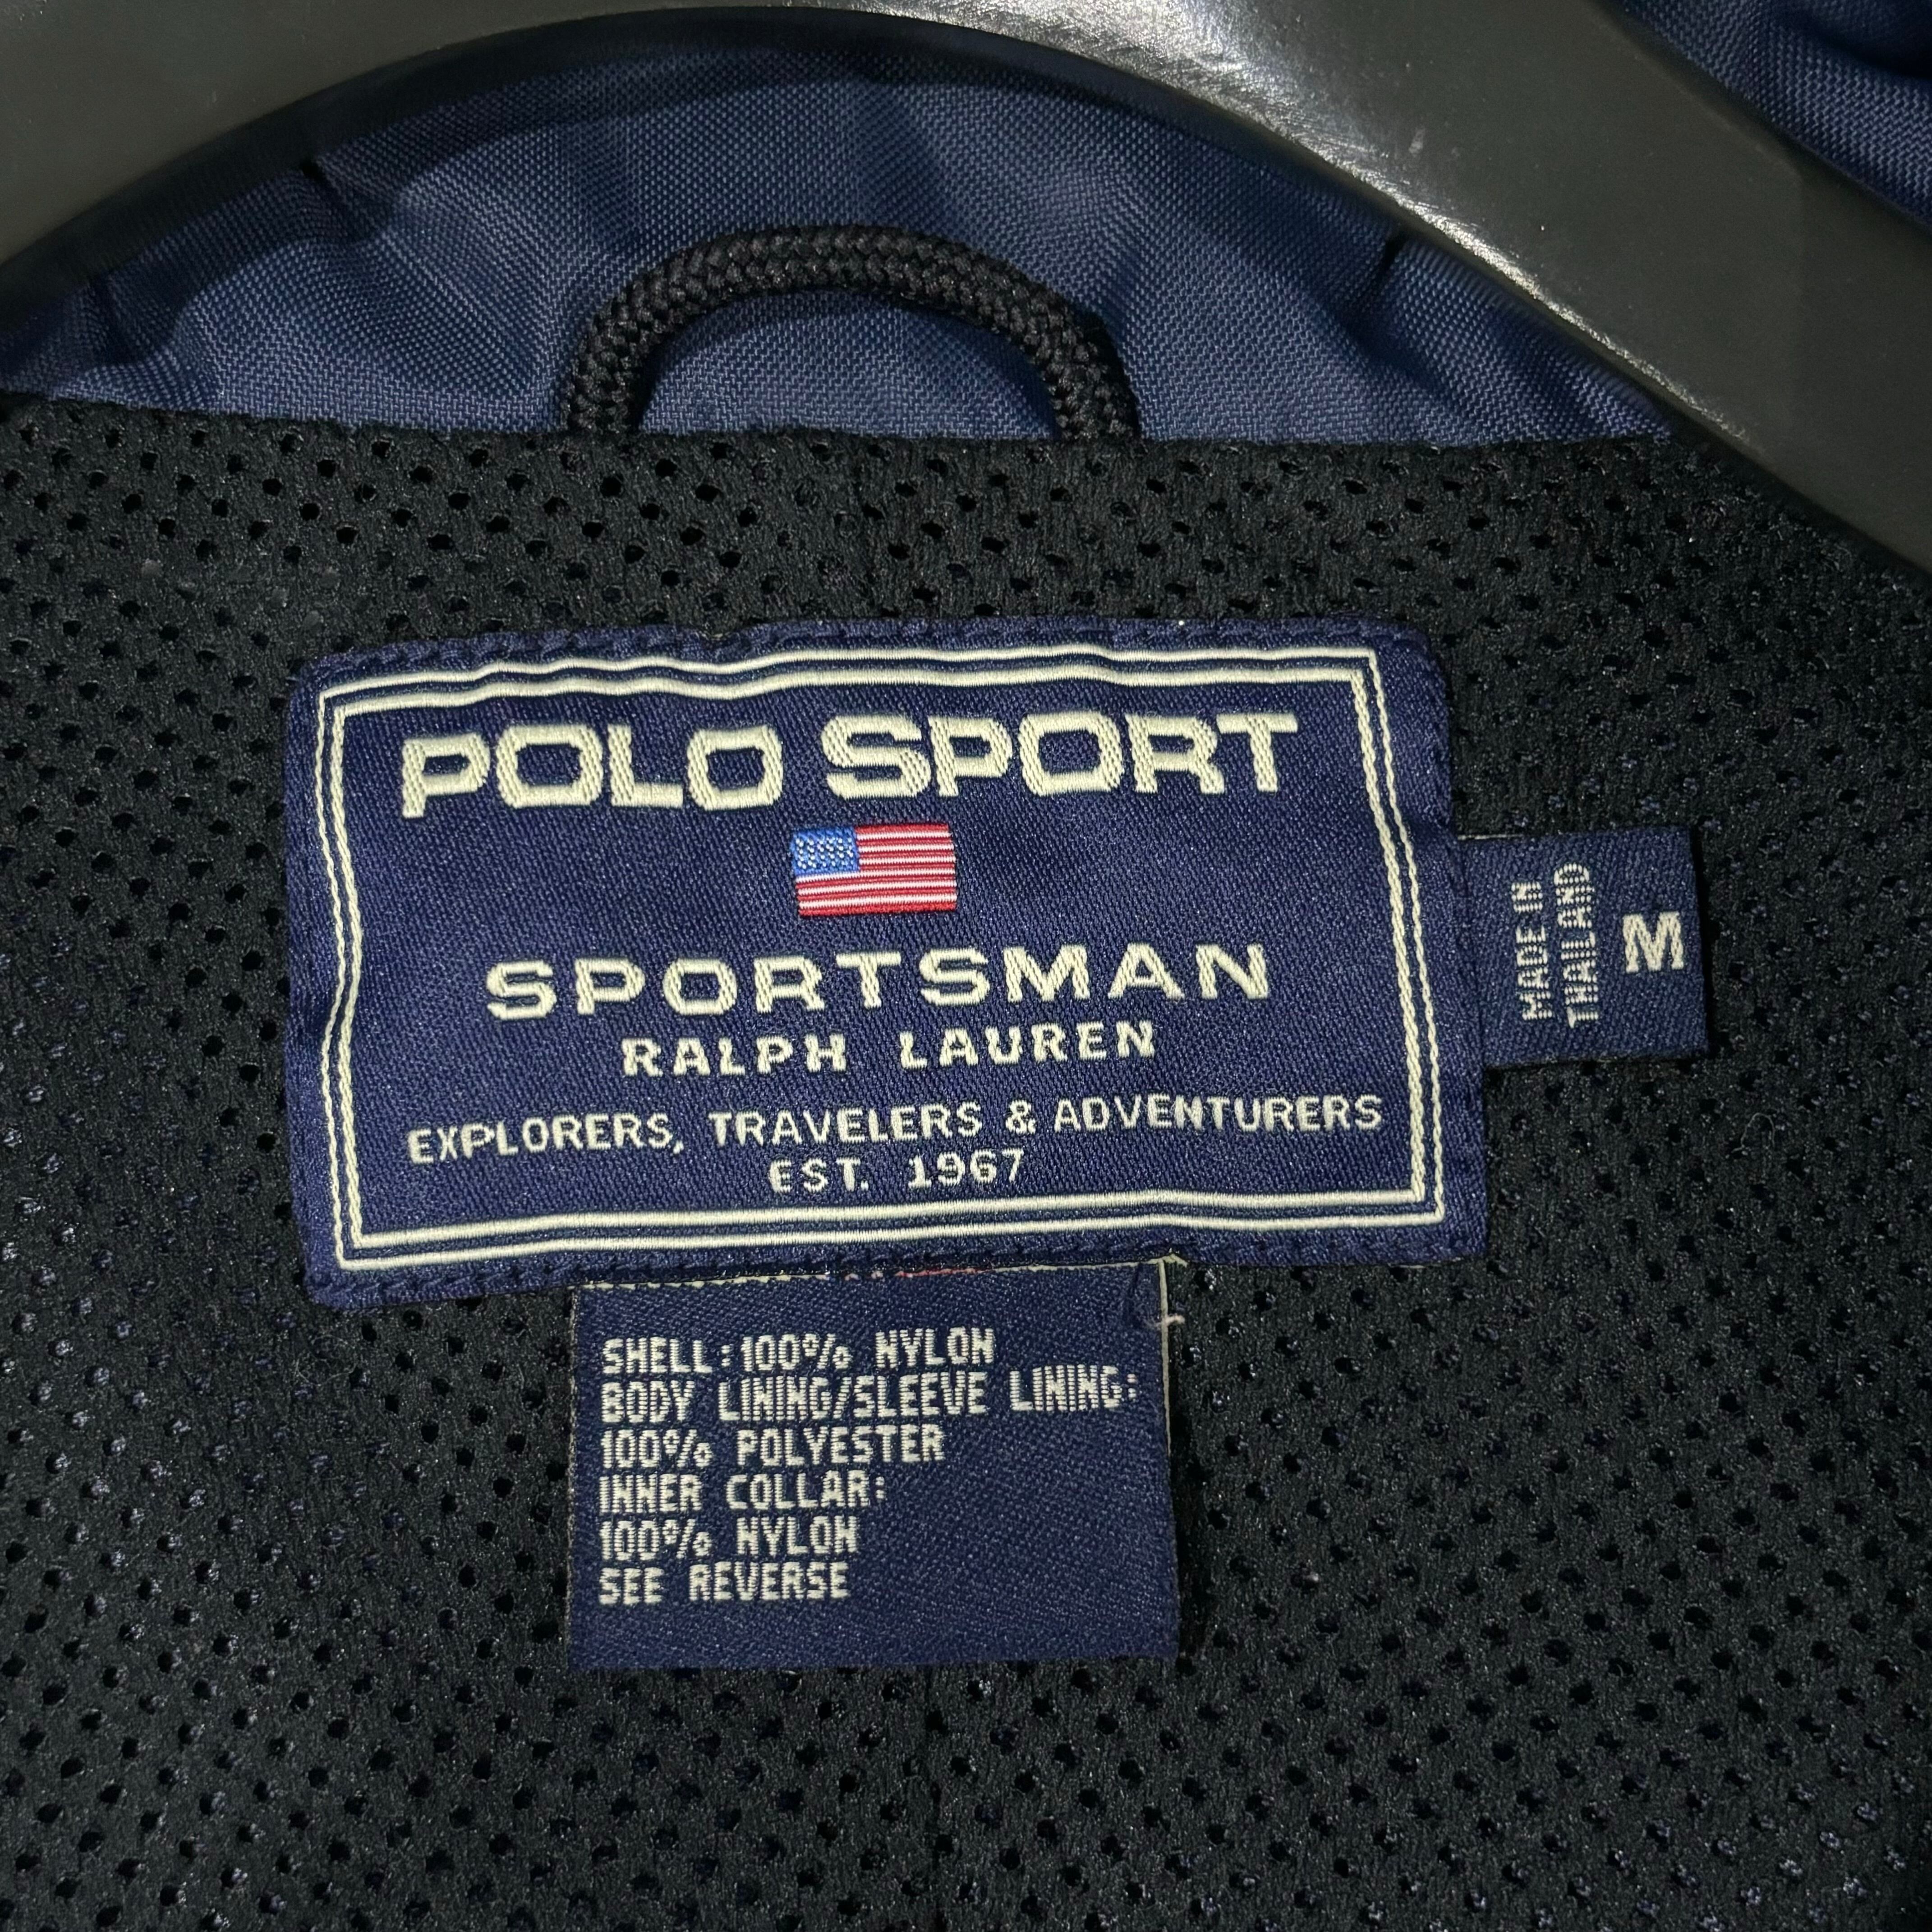 POLO SPORT
SPORTSMAN
RALPH LAUREN
EXPLORERS, TRAVELERS & ADVENTURERS
EST. 1967
MADE IN
THAILAND
M
SHELL:100% NYLON
BODY LINING/SLEEVE LINING:
100% POLYESTER
INNER COLLAR:
100% NYLON
SEE REVERSE